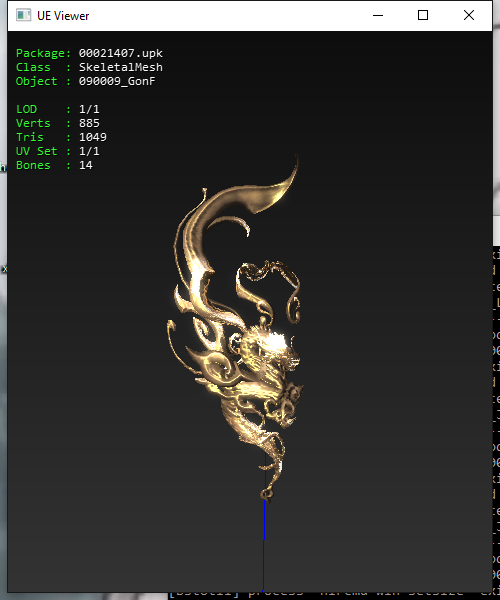 UE Viewer
Package: 00021407.upk
Class  : SkeletalMesh
Object : 090009_GonF
LOD    : 1/1
Verts  : 885
Tris   : 1049
UV Set : 1/1
Bones  : 14